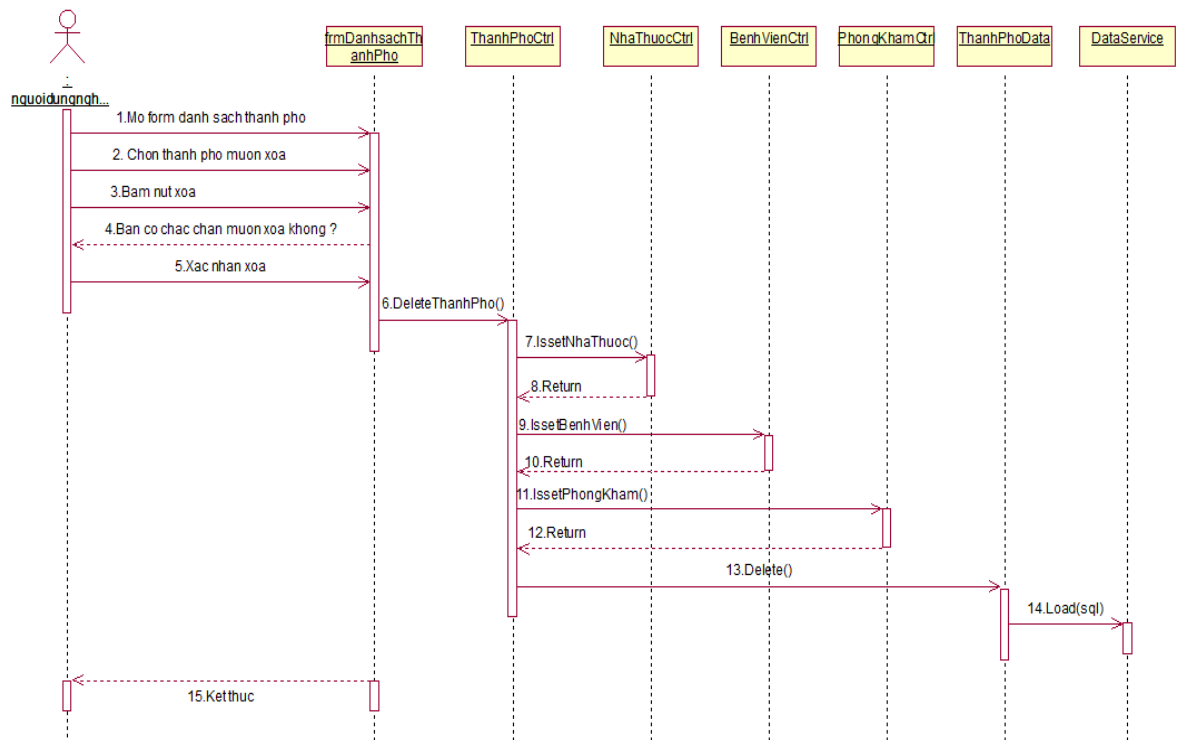 frmDanhsachTh
anhPho
ThanhPhoCtrl
NhaThuocCtrl
BenhVienCtrl
PhongKhamCtrl
ThanhPhoData
DataService
:
nguoidungngh...
1.Mo form danh sach thanh pho
2. Chon thanh pho muon xoa
3.Bam nut xoa
4.Ban co chac chan muon xoa khong ?
5.Xac nhan xoa
6.DeleteThanhPho()
7.IssetNhaThuoc()
8.Return
9.IssetBenhVien()
10.Return
11.IssetPhongKham()
12.Return
13.Delete()
14.Load(sql)
15.Ket thuc